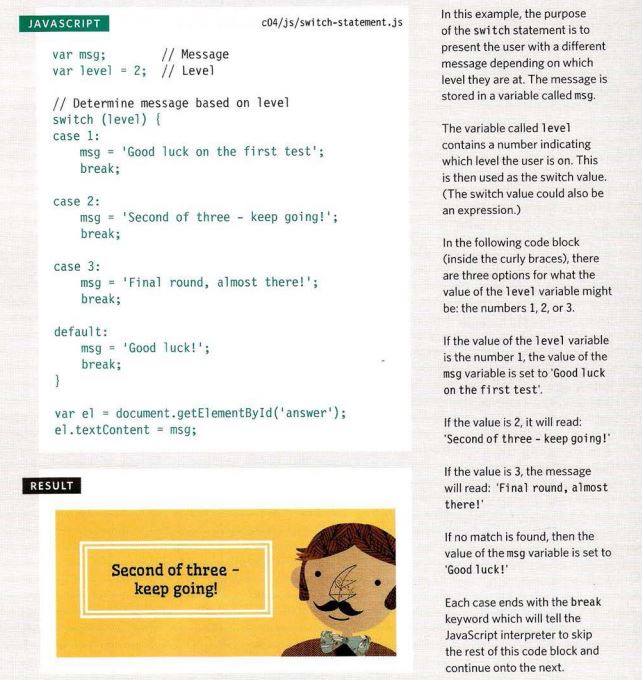 JAVASCRIPT
c04/js/switch-statement.js
var msg;         // Message
var level = 2;  // Level
// Determine message based on level
switch (level) {
case 1:
    msg = 'Good luck on the first test';
    break;
case 2:
    msg = 'Second of three – keep going!';
    break;
case 3:
    msg = 'Final round, almost there!';
    break;
default:
    msg = 'Good luck!';
    break;
}
var el = document.getElementById('answer');
el.textContent = msg;
RESULT
Second of three –
keep going!
In this example, the purpose
of the switch statement is to
present the user with a different
message depending on which
level they are at. The message is
stored in a variable called msg.
The variable called level
contains a number indicating
which level the user is on. This
is then used as the switch value.
(The switch value could also be
an expression.)
In the following code block
(inside the curly braces), there
are three options for what the
value of the level variable might
be: the numbers 1, 2, or 3.
If the value of the level variable
is the number 1, the value of the
msg variable is set to 'Good luck
on the first test'.
If the value is 2, it will read:
'Second of three – keep going!'
If the value is 3, the message
will read: 'Final round, almost
there!'
If no match is found, then the
value of the msg variable is set to
'Good luck!'
Each case ends with the break
keyword which will tell the
JavaScript interpreter to skip
the rest of this code block and
continue onto the next.